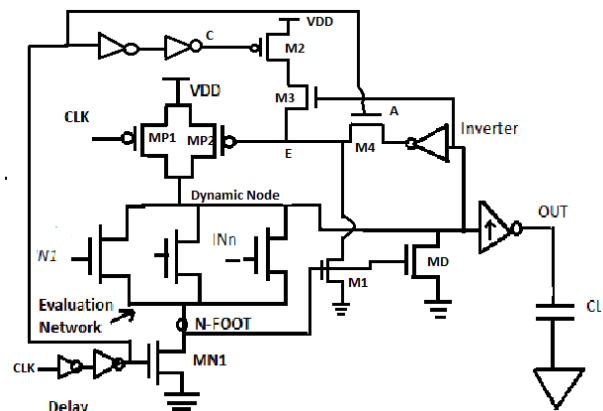 VDD
C
M2
VDD
M3
A
CLK
MP1
MP2
E
M4
Inverter
Dynamic Node
OUT
IN1
INn
M1
MD
Evaluation
Network
N-FOOT
CL
CLK
MN1
Delay